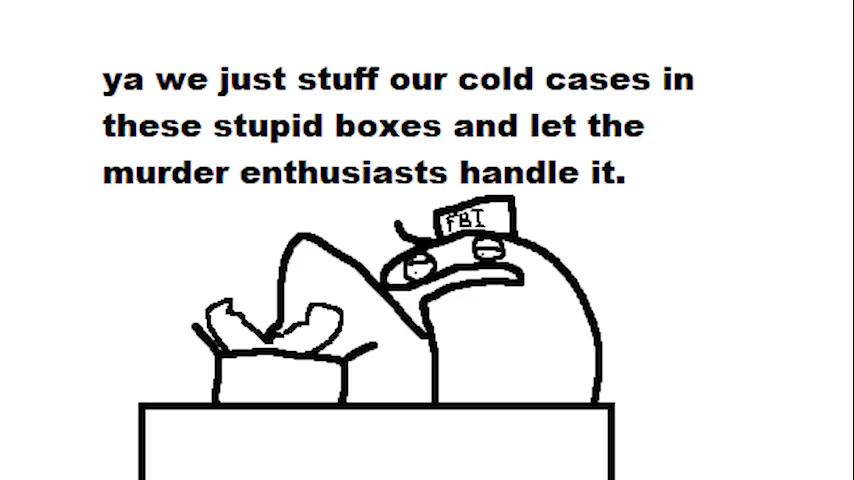 ya we just stuff our cold cases in
these stupid boxes and let the
murder enthusiasts handle it.
FBI